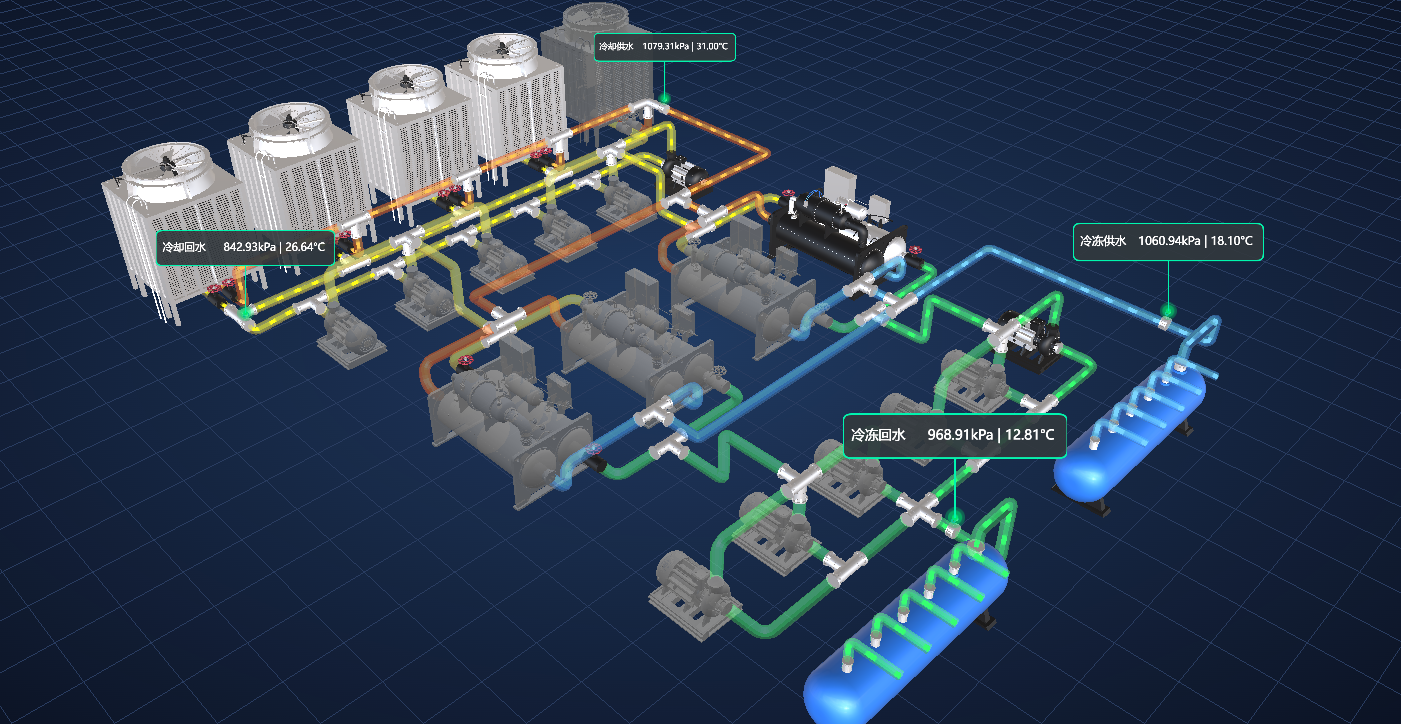 冷却供水 1079.31kPa | 31.00℃
冷却回水 842.93kPa | 26.64℃
冷冻供水 1060.94kPa | 18.10℃
冷冻回水 968.91kPa | 12.81℃